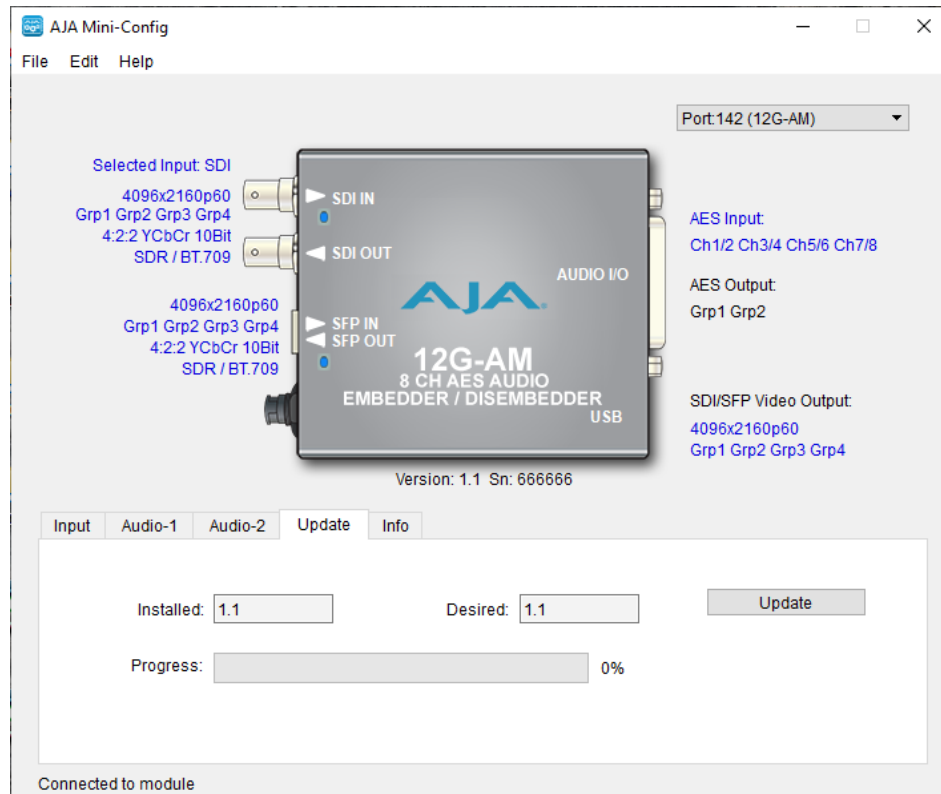 AJA Mini-Config
File Edit Help
Port:142 (12G-AM)
Selected Input: SDI
4096x2160p60
Grp1 Grp2 Grp3 Grp4
4:2:2 YCbCr 10Bit
SDR / BT.709
4096x2160p60
Grp1 Grp2 Grp3 Grp4
4:2:2 YCbCr 10Bit
SDR / BT.709
SDI IN
SDI OUT
AUDIO I/O
AJA
SFP IN
SFP OUT
12G-AM
8 CH AES AUDIO
EMBEDDER / DISEMBEDDER
USB
AES Input:
Ch1/2 Ch3/4 Ch5/6 Ch7/8
AES Output:
Grp1 Grp2
SDI/SFP Video Output:
4096x2160p60
Grp1 Grp2 Grp3 Grp4
Version: 1.1 Sn: 666666
Input Audio-1 Audio-2 Update Info
Installed: 1.1 Desired: 1.1 Update
Progress: 0%
Connected to module